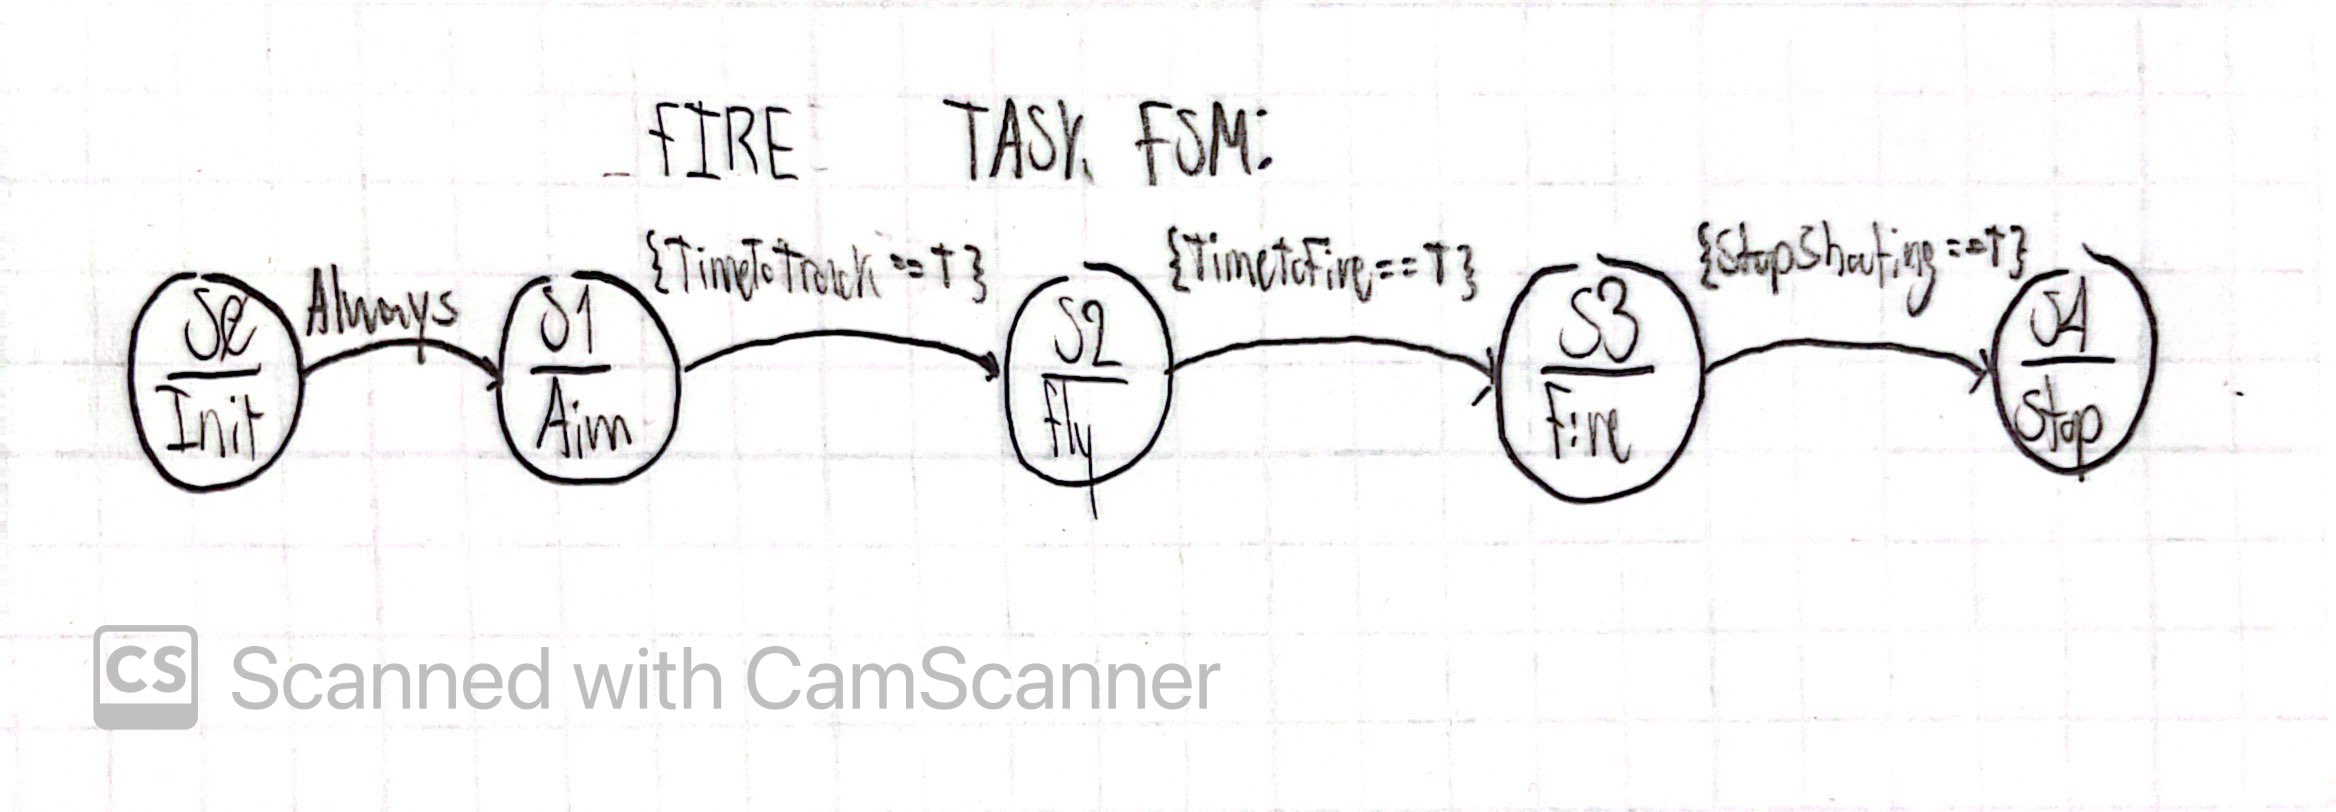 FIRE TASK FSM:
{TimeToTrack==T} {TimetoFire==T} {StopShooting==T}
Always
S0 S1 S2 S3 S4
Init Aim Fly Fire Stop
CS Scanned with CamScanner